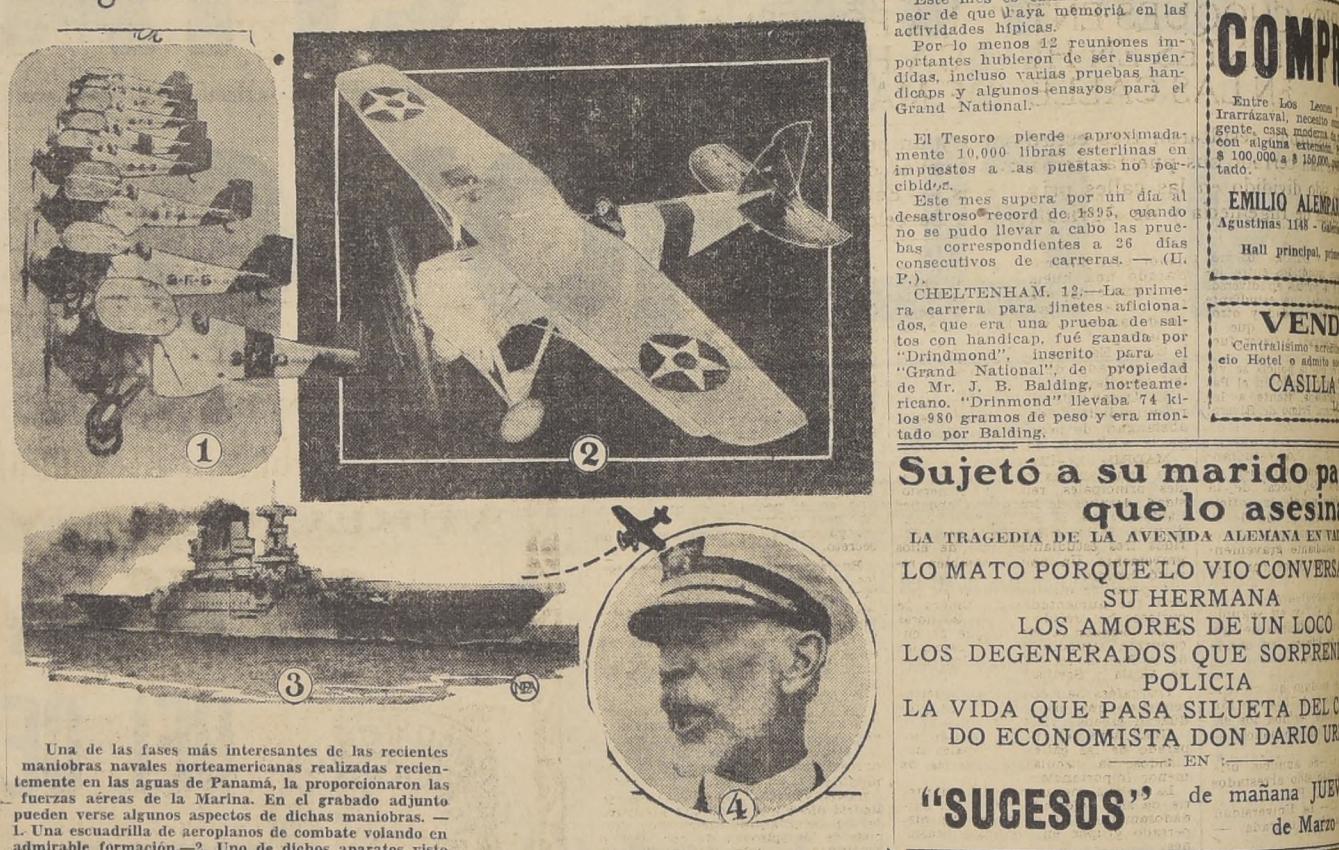 S-F-5
1
2
3
NEA
4
Una de las fases más interesantes de las recientes
maniobras navales norteamericanas realizadas recien-
temente en las aguas de Panamá, la proporcionaron las
fuerzas aéreas de la Marina. En el grabado adjunto
pueden verse algunos aspectos de dichas maniobras. —
1. Una escuadrilla de aeroplanos de combate volando en
admirable formación.—2. Uno de dichos aparatos visto
peor de que haya memoria en las
actividades hípicas.
Por lo menos 12 reuniones im-
portantes hubieron de ser suspen-
didas, incluso varias pruebas han-
dicaps y algunos ensayos para el
Grand National.
El Tesoro pierde aproximada-
mente 10,000 libras esterlinas en
impuestos a las puestas no per-
cibidos.
Este mes supera por un día al
desastroso record de 1895, cuando
no se pudo llevar a cabo las prue-
bas correspondientes a 26 días
consecutivos de carreras. — (U.
P.).
CHELTENHAM, 12.—La prime-
ra carrera para jinetes aficiona-
dos, que era una prueba de sal-
tos con handicap, fué ganada por
"Drindmond", inscrito para el
"Grand National", de propiedad
de Mr. J. B. Balding, norteame-
ricano. "Drinmond" llevaba 74 ki-
los 980 gramos de peso y era mon-
tado por Balding.
Sujetó a su marido pa
que lo asesin
LA TRAGEDIA DE LA AVENIDA ALEMANA EN VA
LO MATO PORQUE LO VIO CONVERSA
SU HERMANA
LOS AMORES DE UN LOCO
LOS DEGENERADOS QUE SORPREN
POLICIA
LA VIDA QUE PASA SILUETA DEL
DO ECONOMISTA DON DARIO UR
: EN :
"SUCESOS" de mañana JUEV
de Marzo
COMPR
Entre Los Leones
Irarrázaval, necesito
gente, casa moderna
con alguna extensión,
$ 100,000 a $ 150,000,
tado.
EMILIO ALEMPA
Agustinas 1148 -
Hall principal,
VEND
Centralísimo
cio Hotel o admito
CASILLA